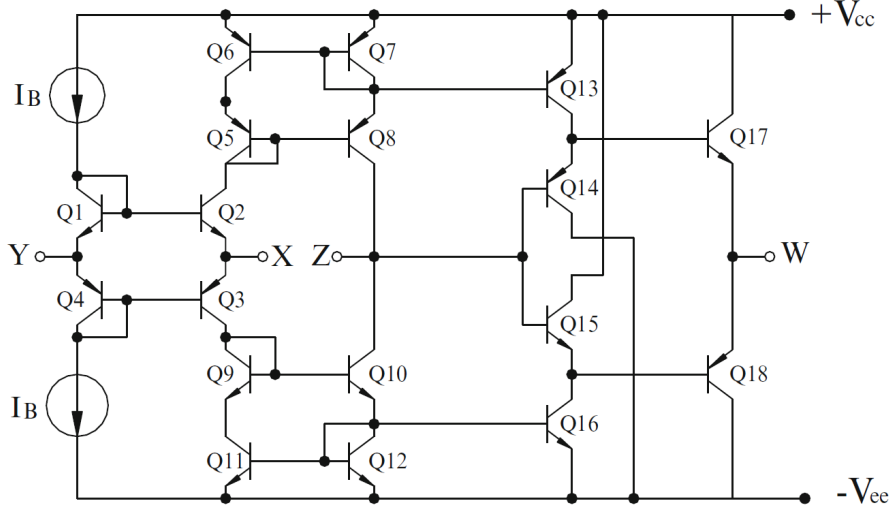 +Vcc
Q6 Q7
IB Q13
Q5 Q8 Q17
Q14
Q1 Q2
Y X Z W
Q4 Q3
Q15
Q9 Q10 Q18
IB Q16
Q11 Q12
-Vee